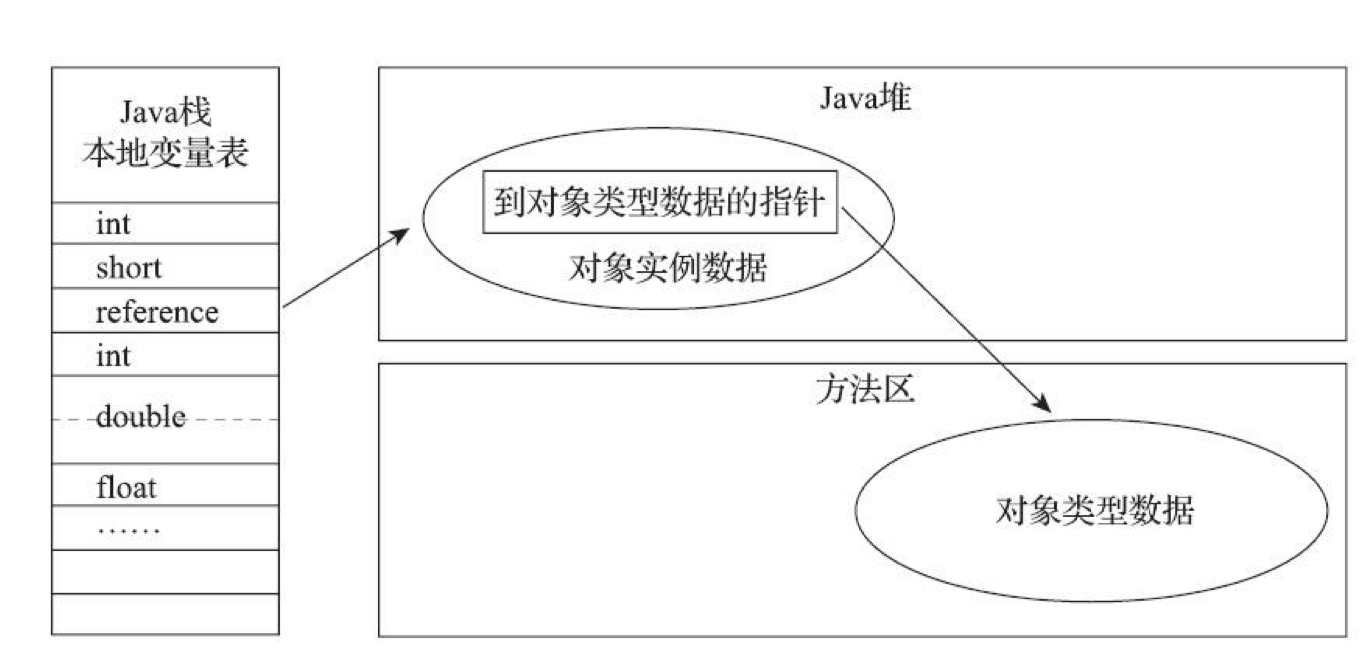 Java栈
本地变量表
int
short
reference
int
double
float
……
Java堆
到对象类型数据的指针
对象实例数据
方法区
对象类型数据